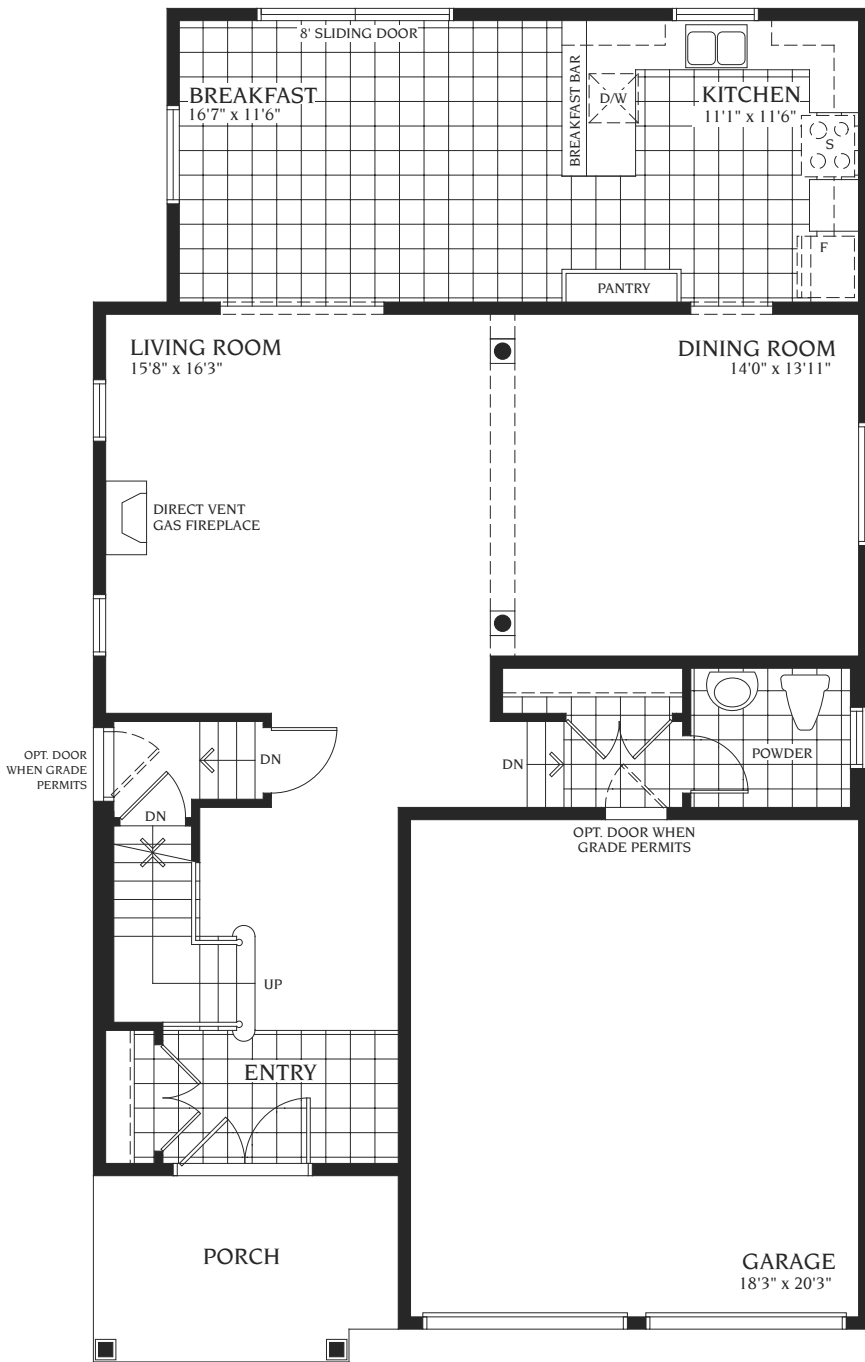 8' SLIDING DOOR
BREAKFAST
16'7" x 11'6"
BREAKFAST BAR
D/W
KITCHEN
11'1" x 11'6"
S
F
PANTRY
LIVING ROOM
15'8" x 16'3"
DINING ROOM
14'0" x 13'11"
DIRECT VENT
GAS FIREPLACE
OPT. DOOR
WHEN GRADE
PERMITS
DN
DN
DN
POWDER
OPT. DOOR WHEN
GRADE PERMITS
UP
ENTRY
PORCH
GARAGE
18'3" x 20'3"